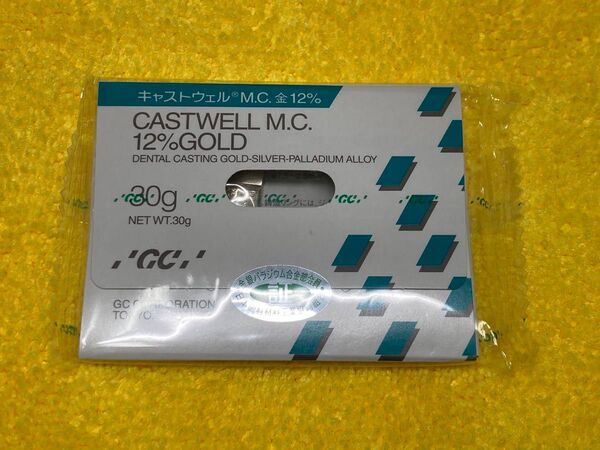 キャストウェル® M.C. 金12%
CASTWELL M.C.
12%GOLD
DENTAL CASTING GOLD-SILVER-PALLADIUM ALLOY
30g
NET WT.30g
GC
GC CORPORATION
TOKYO
証